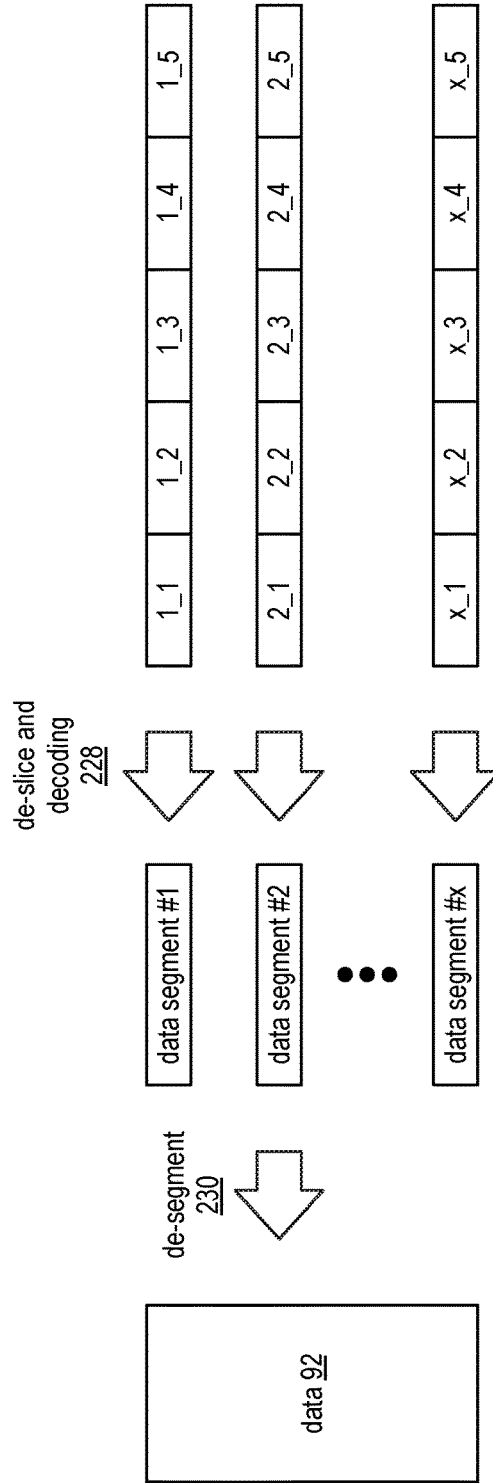 data 92
de-segment
230
data segment #1
data segment #2
data segment #x
de-slice and
decoding
228
1_1 1_2 1_3 1_4 1_5
2_1 2_2 2_3 2_4 2_5
x_1 x_2 x_3 x_4 x_5